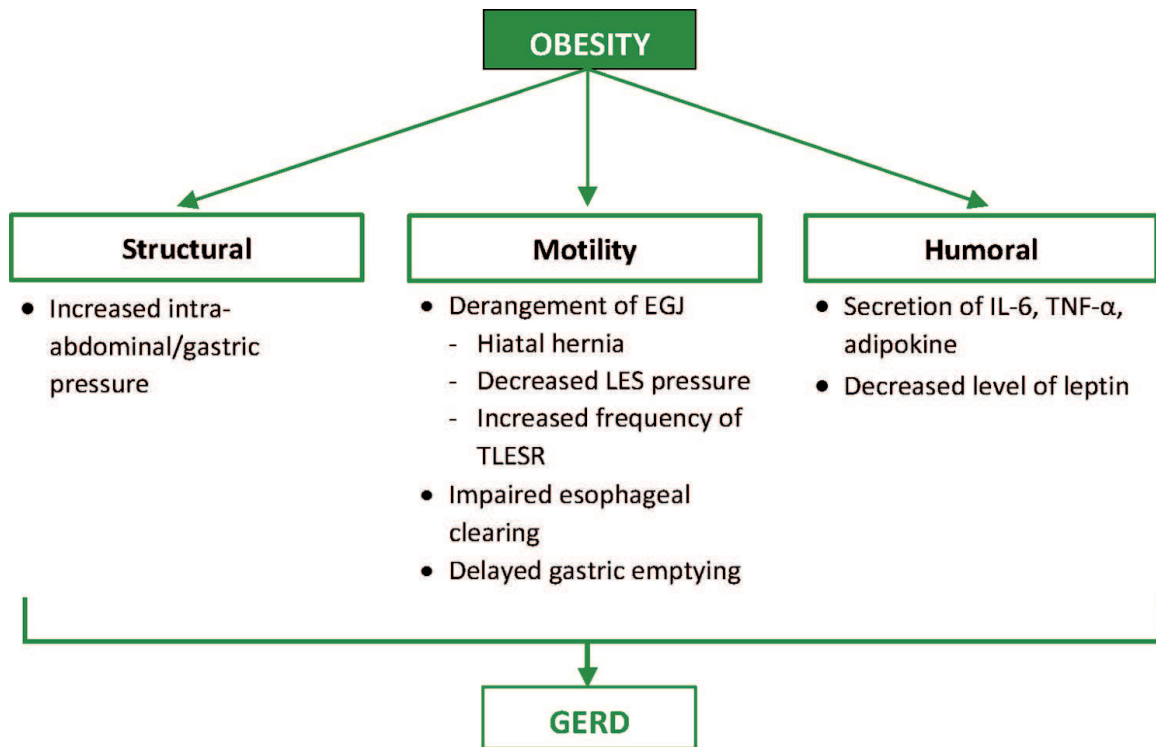 OBESITY
Structural
● Increased intra-
abdominal/gastric
pressure
Motility
● Derangement of EGJ
- Hiatal hernia
- Decreased LES pressure
- Increased frequency of
TLESR
● Impaired esophageal
clearing
● Delayed gastric emptying
Humoral
● Secretion of IL-6, TNF-α,
adipokine
● Decreased level of leptin
GERD